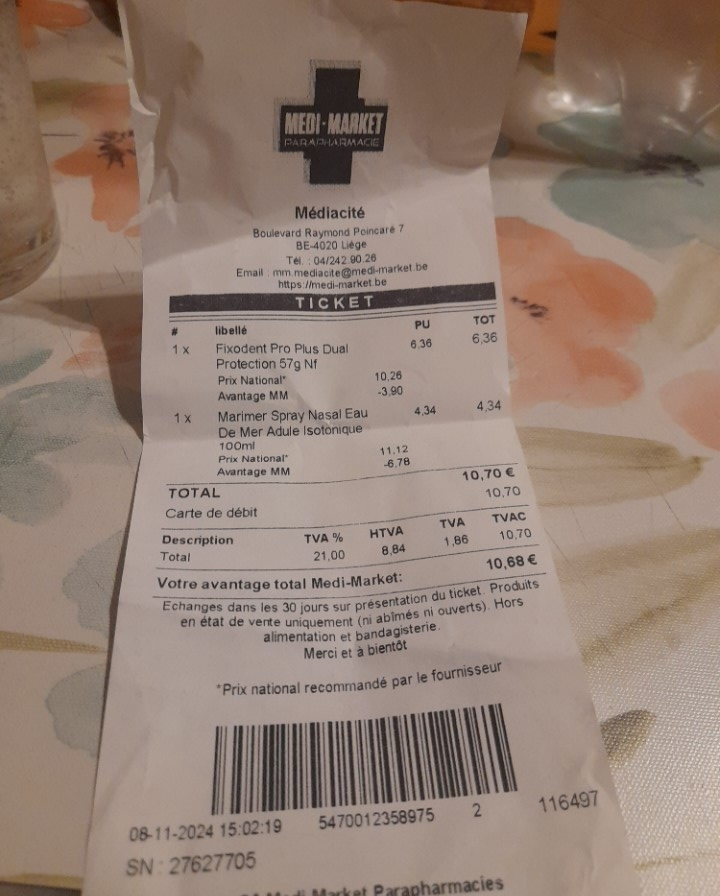 MEDI-MARKET
PARAPHARMACIE
Médiacité
Boulevard Raymond Poincaré 7
BE-4020 Liège
Tél. : 04/242.90.26
Email : mm.mediacite@medi-market.be
https://medi-market.be
TICKET
# libellé PU TOT
1 x Fixodent Pro Plus Dual 6,36 6,36
Protection 57g Nf
Prix National* 10,26
Avantage MM -3,90
1 x Marimer Spray Nasal Eau 4,34 4,34
De Mer Adule Isotonique
100ml
Prix National* 11,12
Avantage MM -6,78
TOTAL 10,70 €
Carte de débit 10,70
Description TVA % HTVA TVA TVAC
Total 21,00 8,84 1,86 10,70
Votre avantage total Medi-Market: 10,68 €
Echanges dans les 30 jours sur présentation du ticket. Produits
en état de vente uniquement (ni abîmés ni ouverts). Hors
alimentation et bandagisterie.
Merci et à bientôt
*Prix national recommandé par le fournisseur
08-11-2024 15:02:19 5470012358975 2 116497
SN : 27627705
Medi Market Parapharmacies